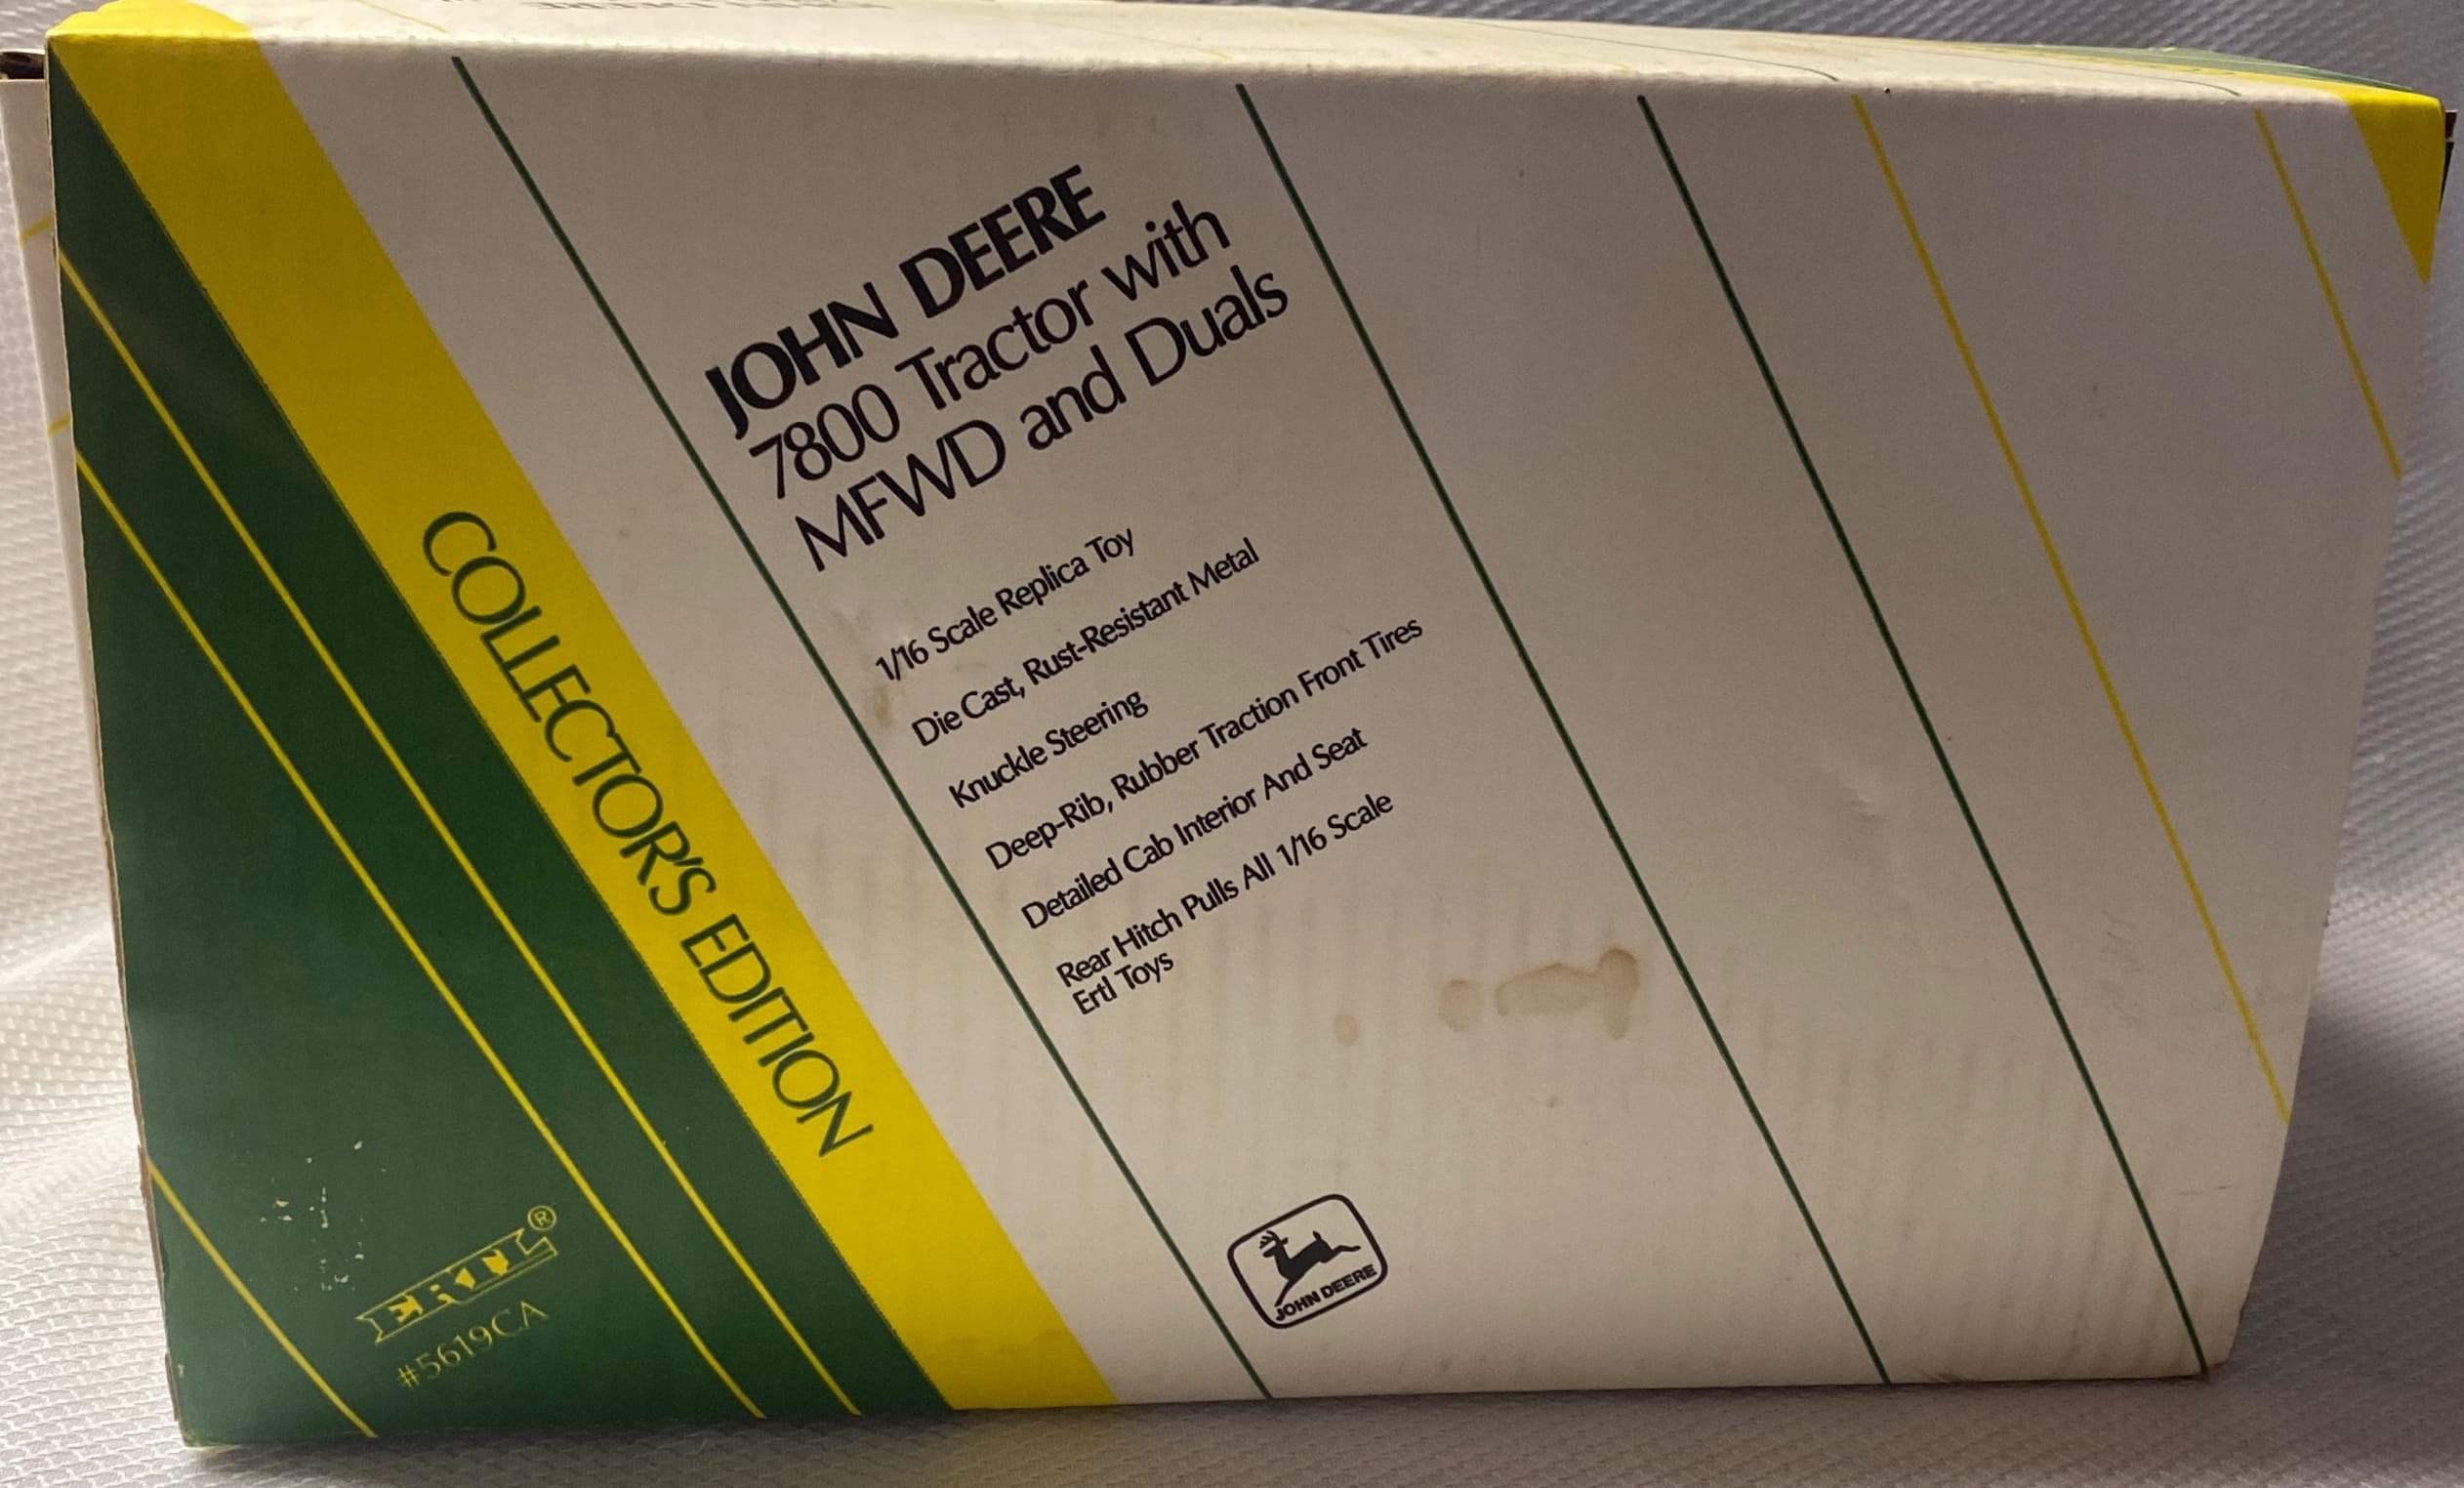 JOHN DEERE
7800 Tractor with
MFWD and Duals
1/16 Scale Replica Toy
Die Cast, Rust-Resistant Metal
Knuckle Steering
Deep-Rib, Rubber Traction Front Tires
Detailed Cab Interior And Seat
Rear Hitch Pulls All 1/16 Scale
Ertl Toys
COLLECTOR'S EDITION
ERTL®
#5619CA
JOHN DEERE